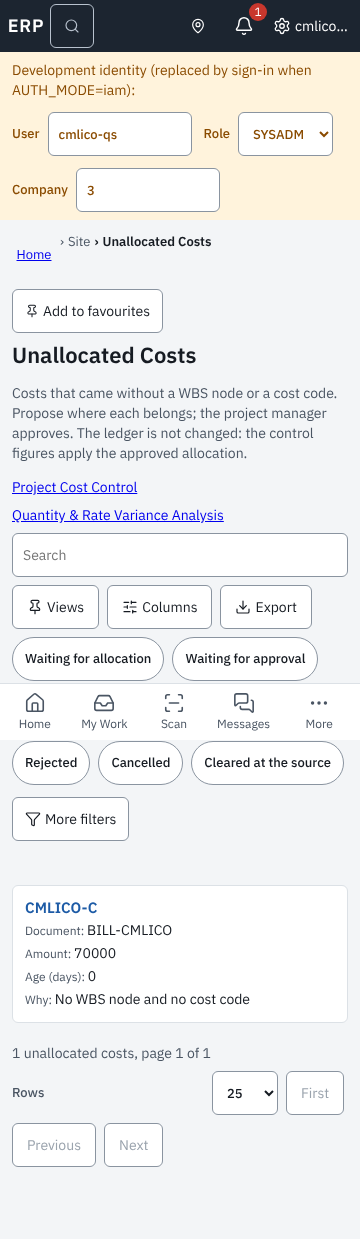 ERP
1
cmlico...
Development identity (replaced by sign-in when
AUTH_MODE=iam):
User cmlico-qs Role SYSADM
Company 3
Home › Site › Unallocated Costs
Add to favourites
Unallocated Costs
Costs that came without a WBS node or a cost code.
Propose where each belongs; the project manager
approves. The ledger is not changed: the control
figures apply the approved allocation.
Project Cost Control
Quantity & Rate Variance Analysis
Search
Views Columns Export
Waiting for allocation Waiting for approval
Home My Work Scan Messages More
Rejected Cancelled Cleared at the source
More filters
CMLICO-C
Document: BILL-CMLICO
Amount: 70000
Age (days): 0
Why: No WBS node and no cost code
1 unallocated costs, page 1 of 1
Rows 25 First
Previous Next